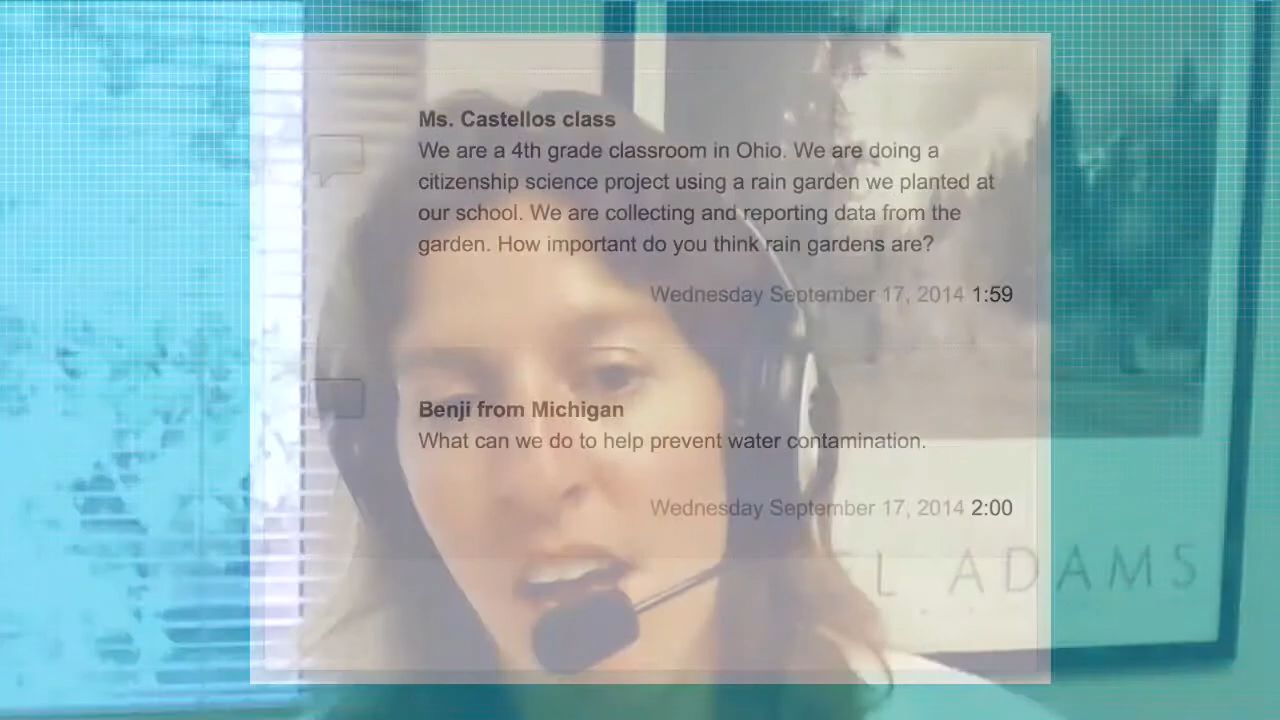 Ms. Castellos class
We are a 4th grade classroom in Ohio. We are doing a
citizenship science project using a rain garden we planted at
our school. We are collecting and reporting data from the
garden. How important do you think rain gardens are?
Wednesday September 17, 2014 1:59
Benji from Michigan
What can we do to help prevent water contamination.
Wednesday September 17, 2014 2:00
EL ADAMS